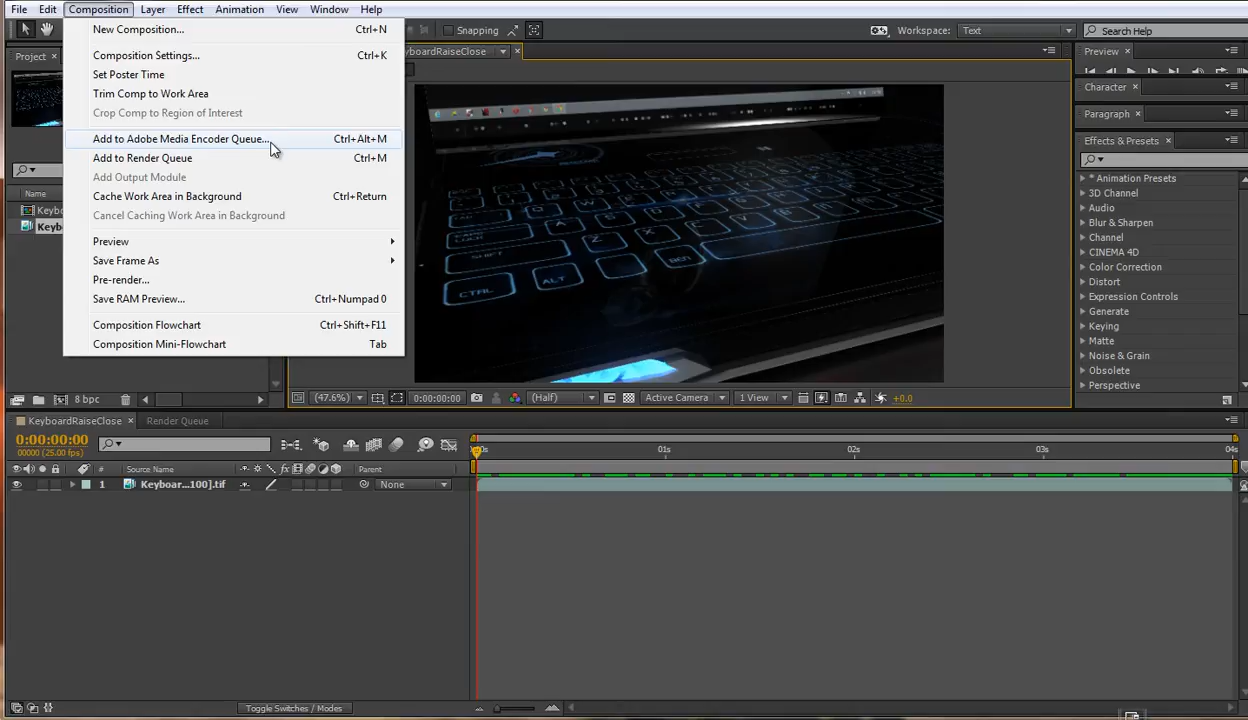 File Edit Composition Layer Effect Animation View Window Help
Snapping
Workspace: Text
Search Help
Project
New Composition... Ctrl+N
Composition Settings... Ctrl+K
Set Poster Time
Trim Comp to Work Area
Crop Comp to Region of Interest
Add to Adobe Media Encoder Queue... Ctrl+Alt+M
Add to Render Queue Ctrl+M
Add Output Module
Cache Work Area in Background Ctrl+Return
Cancel Caching Work Area in Background
Preview
Save Frame As
Pre-render...
Save RAM Preview... Ctrl+Numpad 0
Composition Flowchart Ctrl+Shift+F11
Composition Mini-Flowchart Tab
Name
Keybo
Keyb
8 bpc
yboardRaiseClose
CAPS LOCK A
SHIFT Z X C V
CTRL ALT
(47.6%) 0:00:00:00 (Half) Active Camera 1 View +0.0
Preview
Character
Paragraph
Effects & Presets
* Animation Presets
3D Channel
Audio
Blur & Sharpen
Channel
CINEMA 4D
Color Correction
Distort
Expression Controls
Generate
Keying
Matte
Noise & Grain
Obsolete
Perspective
KeyboardRaiseClose Render Queue
0:00:00:00
00000 (25.00 fps)
# Source Name Parent
1 Keyboar...100].tif None
00s 01s 02s 03s 04s
Toggle Switches / Modes